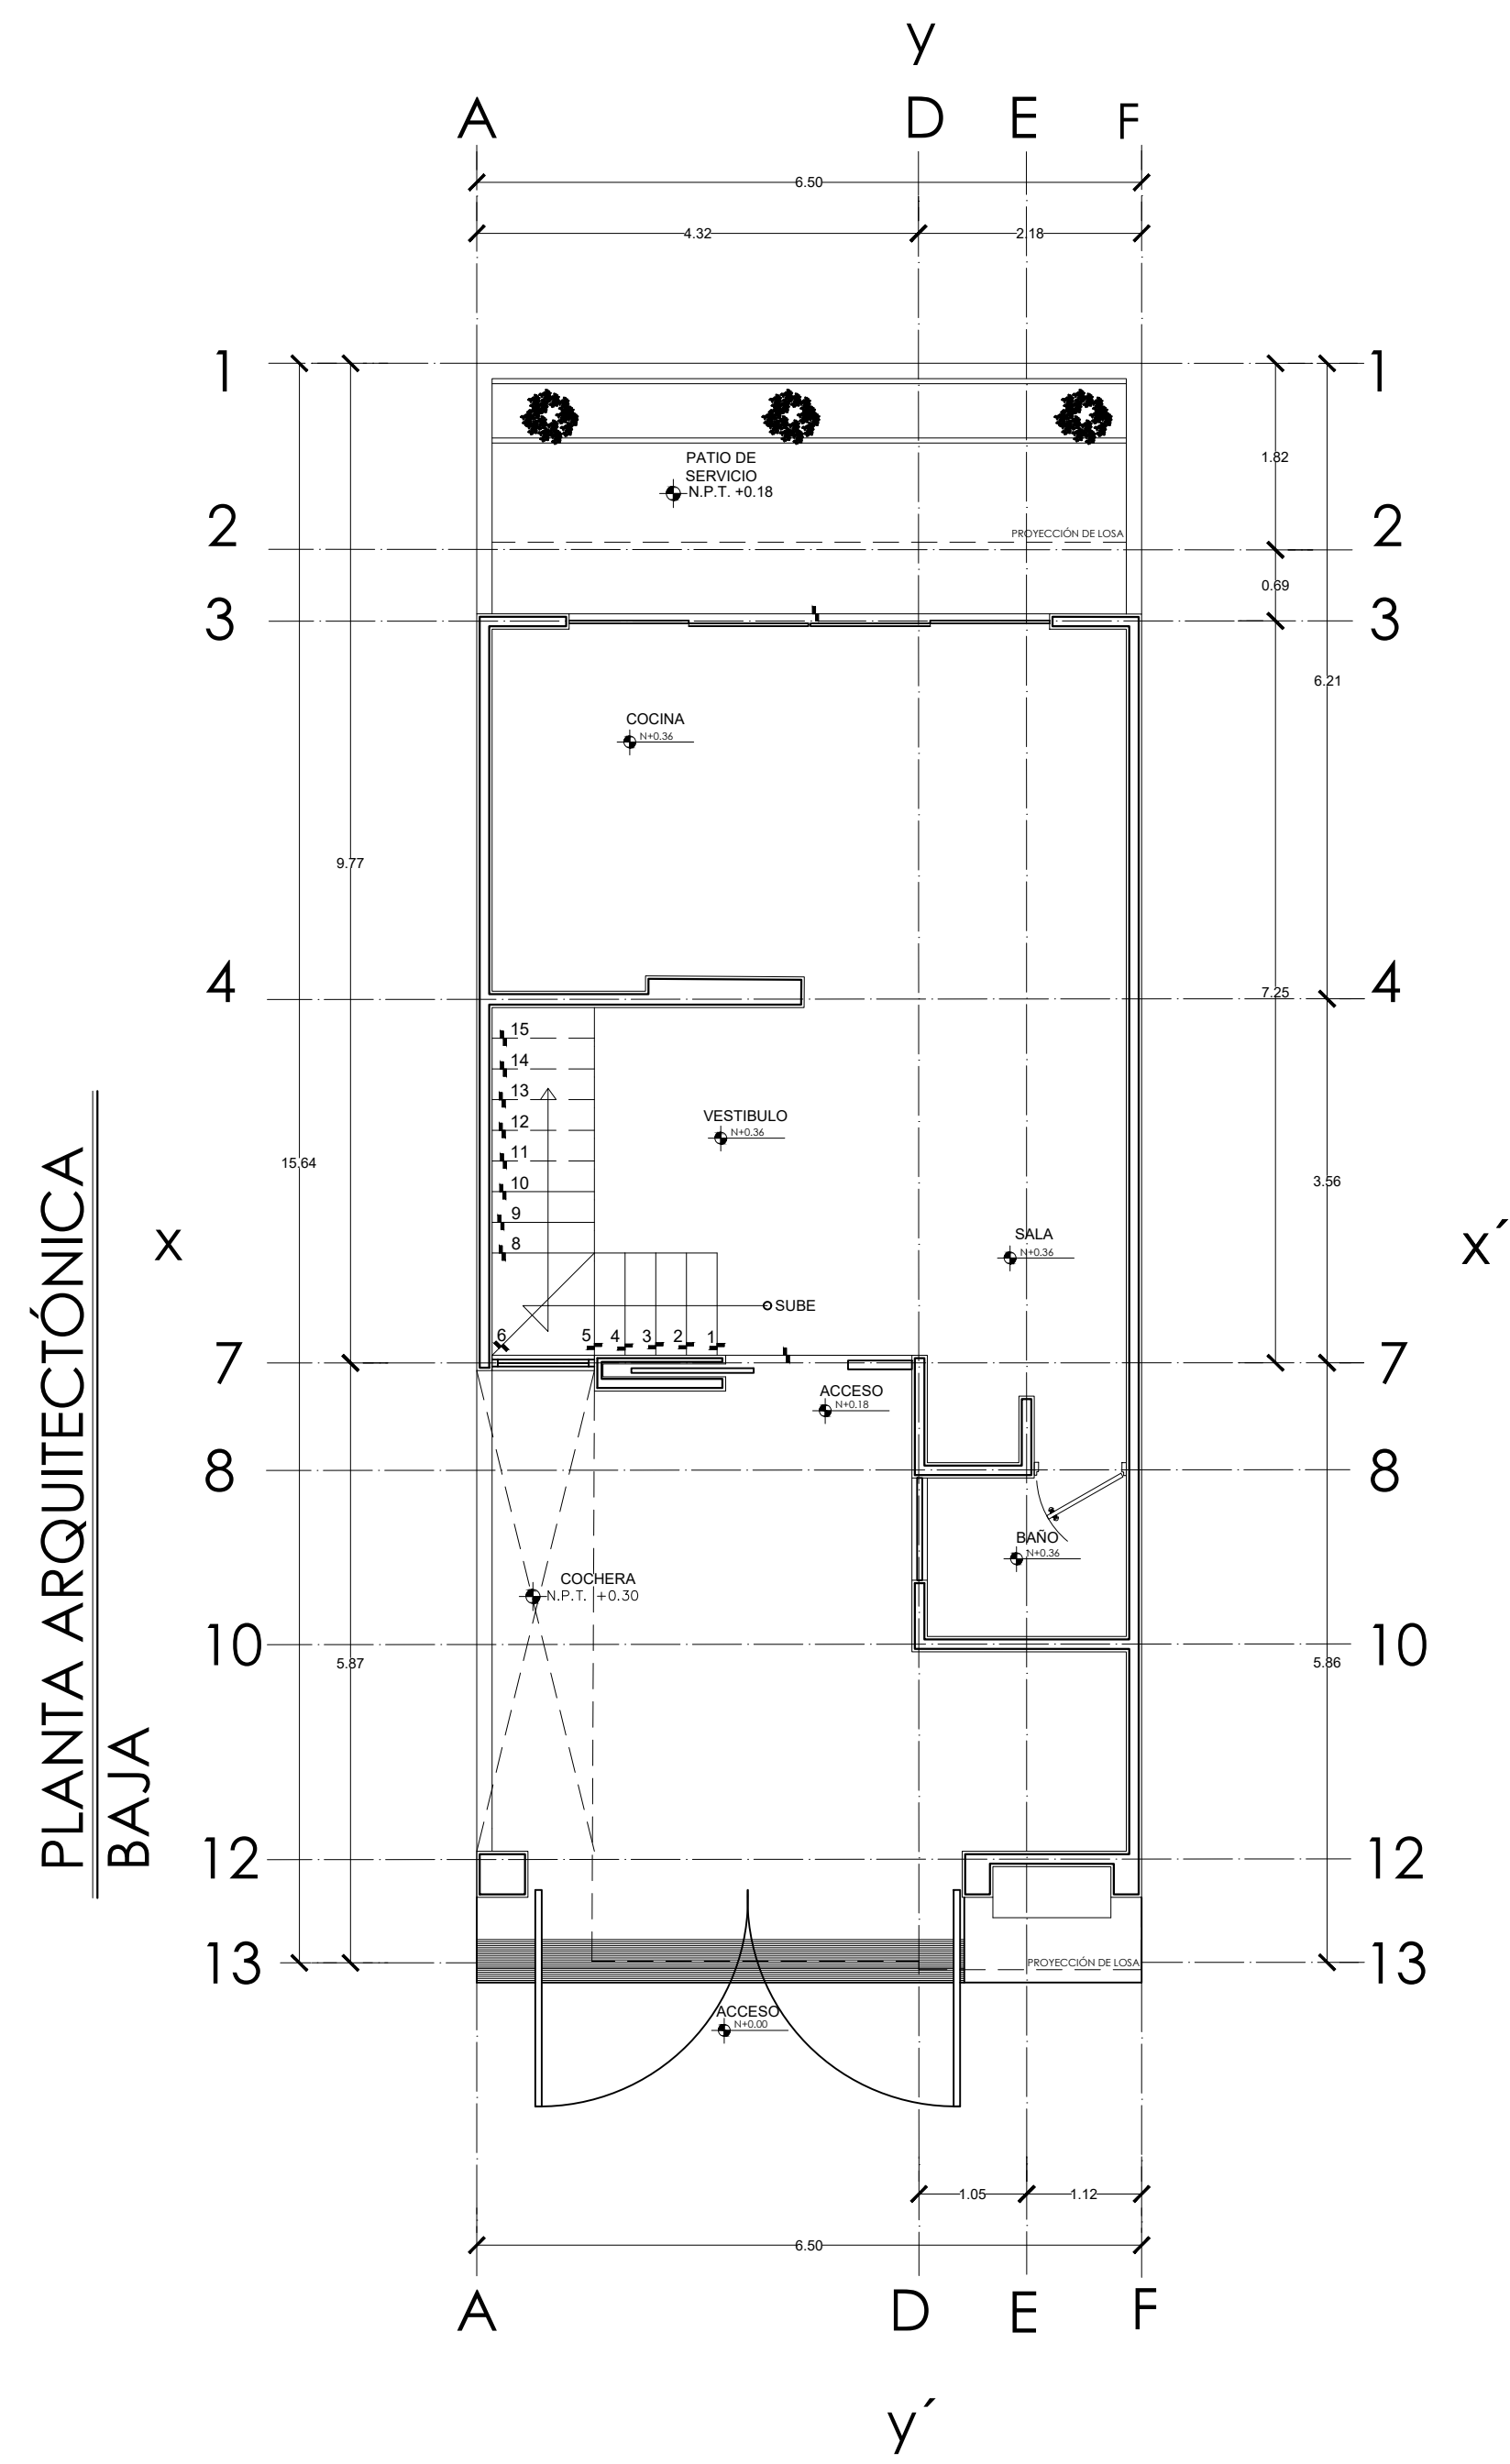 y
A D E F
6.50
4.32 2.18
1 1
PATIO DE
SERVICIO
N.P.T. +0.18
1.82
2 2
PROYECCIÓN DE LOSA
0.69
3 3
6.21
COCINA
N+0.36
9.77
4 4
7.25
15
14
13
12
11
10
9
8
VESTIBULO
N+0.36
15.64
3.56
PLANTA ARQUITECTÓNICA
BAJA
x x´
SALA
N+0.36
SUBE
6 5 4 3 2 1
7 7
ACCESO
N+0.18
8 8
BAÑO
N+0.36
COCHERA
N.P.T. +0.30
10 10
5.87 5.86
12 12
13 13
PROYECCIÓN DE LOSA
ACCESO
N+0.00
1.05 1.12
6.50
A D E F
y´